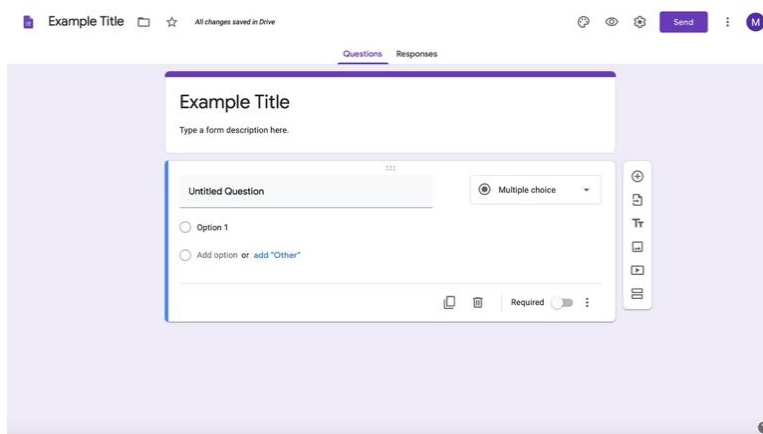 Example Title
All changes saved in Drive
Send
M
Questions
Responses
Example Title
Type a form description here.
Untitled Question
Multiple choice
Option 1
Add option or add "Other"
Required